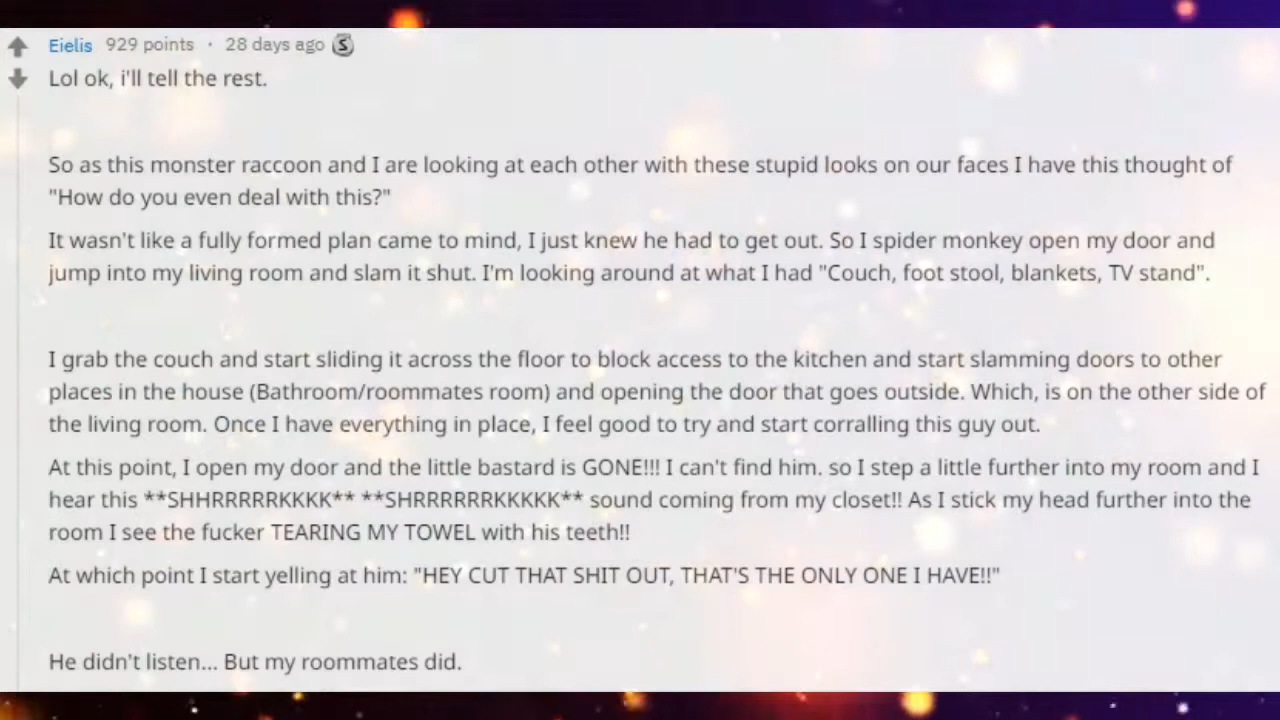 Eielis 929 points · 28 days ago S
Lol ok, i'll tell the rest.
So as this monster raccoon and I are looking at each other with these stupid looks on our faces I have this thought of
"How do you even deal with this?"
It wasn't like a fully formed plan came to mind, I just knew he had to get out. So I spider monkey open my door and
jump into my living room and slam it shut. I'm looking around at what I had "Couch, foot stool, blankets, TV stand".
I grab the couch and start sliding it across the floor to block access to the kitchen and start slamming doors to other
places in the house (Bathroom/roommates room) and opening the door that goes outside. Which, is on the other side of
the living room. Once I have everything in place, I feel good to try and start corralling this guy out.
At this point, I open my door and the little bastard is GONE!!! I can't find him. so I step a little further into my room and I
hear this **SHHRRRRRKKKK** **SHRRRRRRKKKKK** sound coming from my closet!! As I stick my head further into the
room I see the fucker TEARING MY TOWEL with his teeth!!
At which point I start yelling at him: "HEY CUT THAT SHIT OUT, THAT'S THE ONLY ONE I HAVE!!"
He didn't listen... But my roommates did.